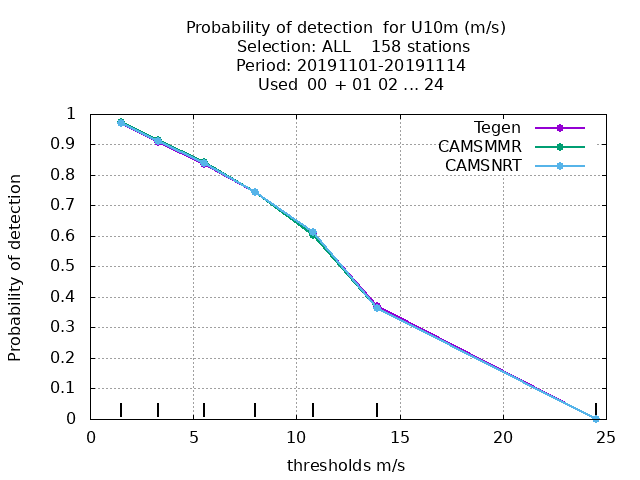 Probability of detection  for U10m (m/s)
Selection: ALL    158 stations
Period: 20191101-20191114
Used  00  + 01 02 ... 24
Tegen
CAMSMMR
CAMSNRT
Probability of detection
1
0.9
0.8
0.7
0.6
0.5
0.4
0.3
0.2
0.1
0
0 5 10 15 20 25
thresholds m/s